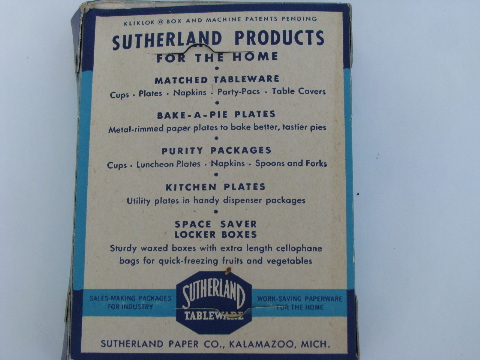 KLIKLOK ® BOX AND MACHINE PATENTS PENDING
SUTHERLAND PRODUCTS
FOR THE HOME
MATCHED TABLEWARE
Cups • Plates • Napkins • Party-Pacs • Table Covers
BAKE-A-PIE PLATES
Metal-rimmed paper plates to bake better, tastier pies
PURITY PACKAGES
Cups • Luncheon Plates • Napkins • Spoons and Forks
KITCHEN PLATES
Utility plates in handy dispenser packages
SPACE SAVER
LOCKER BOXES
Sturdy waxed boxes with extra length cellophane
bags for quick-freezing fruits and vegetables
SALES-MAKING PACKAGES
FOR INDUSTRY
SUTHERLAND
TABLEWARE
WORK-SAVING PAPERWARE
FOR THE HOME
SUTHERLAND PAPER CO., KALAMAZOO, MICH.